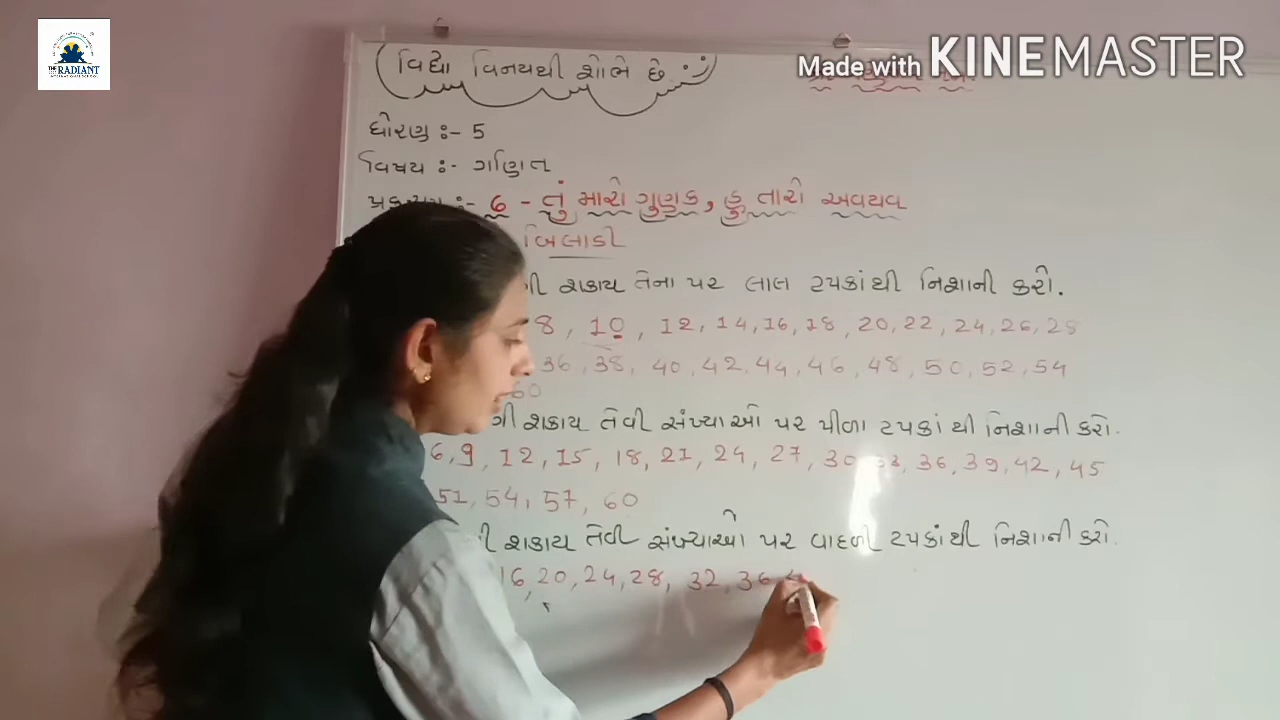 THE RADIANT
Made with KINEMASTER
વિદ્યા વિનયથી શોભે છે.
ધોરણ :- 5
વિષય :- ગણિત
પ્રકરણ :- 6 - તું મારો ગુણક, હું તારો અવયવ
બિલાડી
શકાય તેના પર લાલ ટપકાંથી નિશાની કરો.
8, 10, 12, 14, 16, 18, 20, 22, 24, 26, 28
36, 38, 40, 42, 44, 46, 48, 50, 52, 54
60
શકાય તેવી સંખ્યાઓ પર પીળા ટપકાંથી નિશાની કરો.
6, 9, 12, 15, 18, 21, 24, 27, 30, 33, 36, 39, 42, 45
51, 54, 57, 60
શકાય તેવી સંખ્યાઓ પર વાદળી ટપકાંથી નિશાની કરો.
16, 20, 24, 28, 32, 36